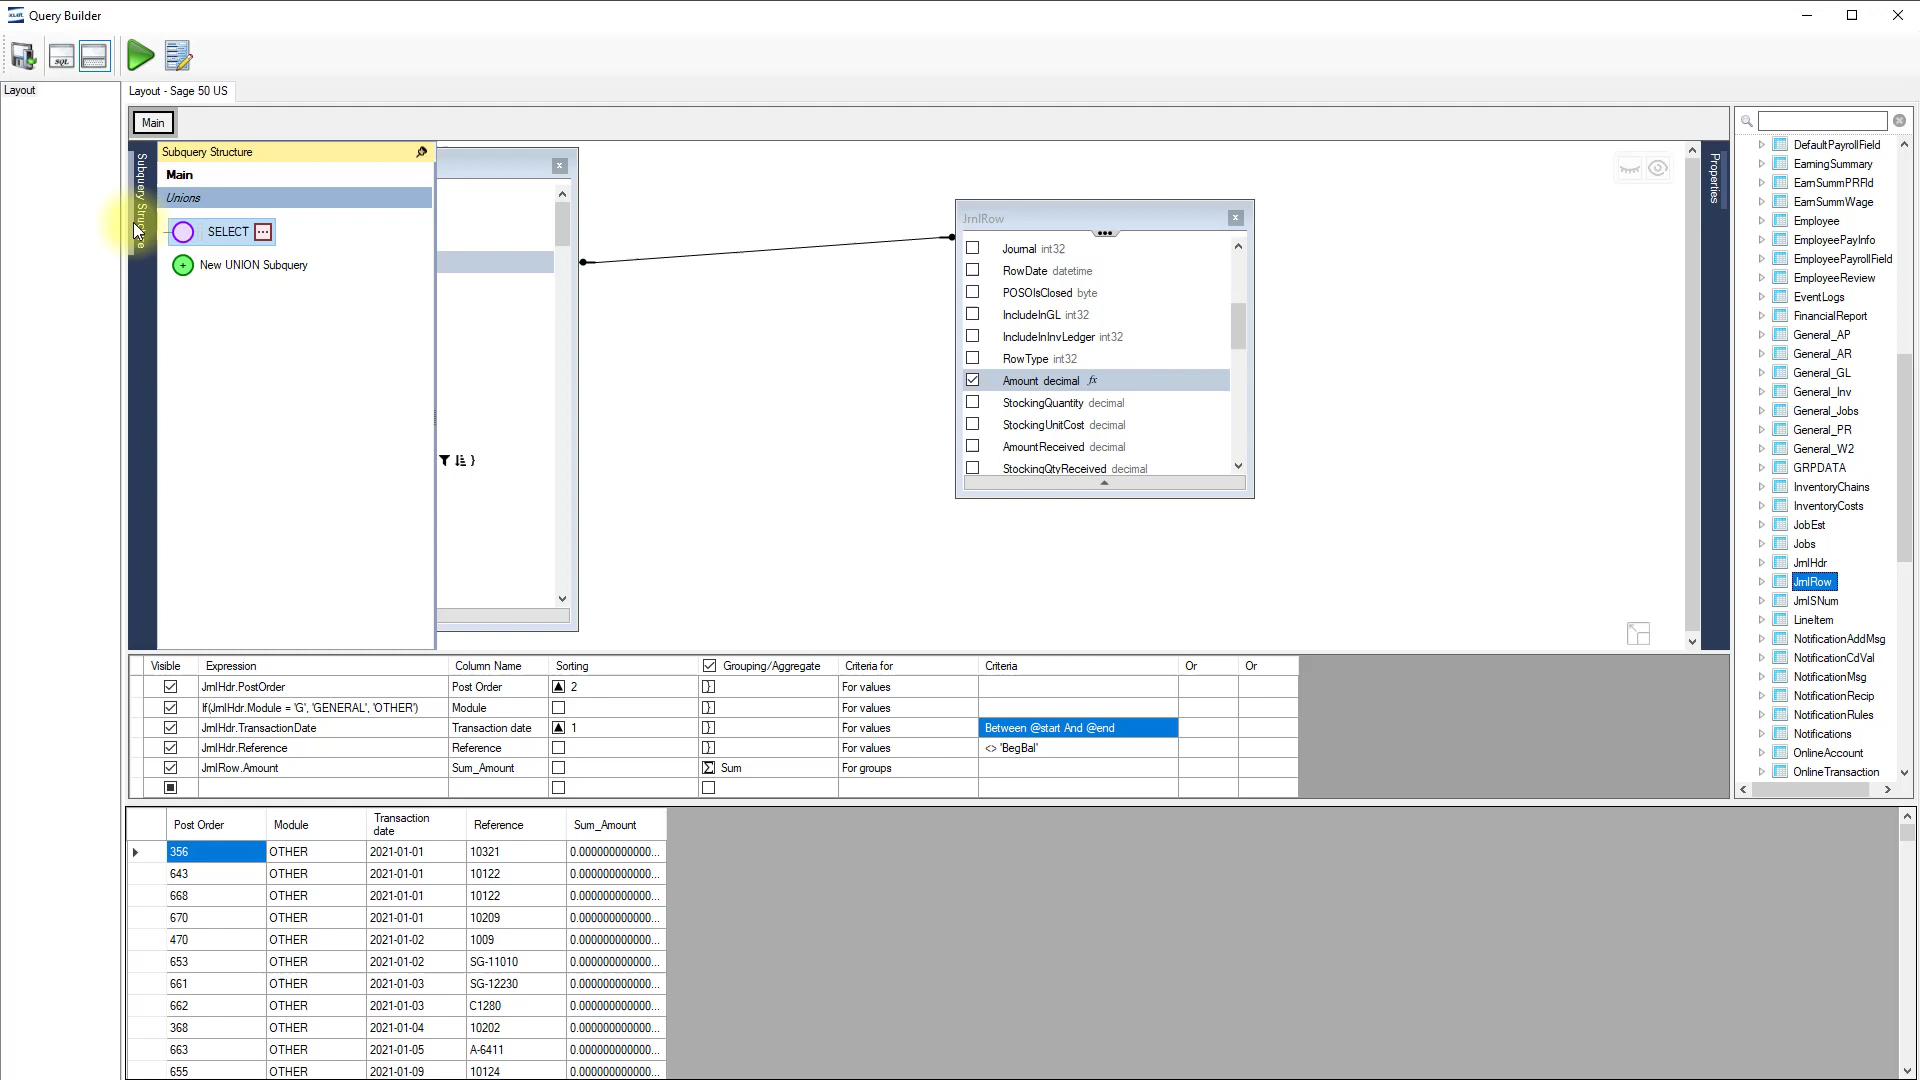 Query Builder
SQL
Layout
Layout - Sage 50 US
Main
Subquery Structure
Subquery Structure
Main
Unions
SELECT
New UNION Subquery
JrnlRow
Journal int32
RowDate datetime
POSOIsClosed byte
IncludeInGL int32
IncludeInInvLedger int32
RowType int32
Amount decimal fx
StockingQuantity decimal
StockingUnitCost decimal
AmountReceived decimal
StockingQtyReceived decimal
Properties
DefaultPayrollField
EarningSummary
EarnSummPRFld
EarnSummWage
Employee
EmployeePayInfo
EmployeePayrollField
EmployeeReview
EventLogs
FinancialReport
General_AP
General_AR
General_GL
General_Inv
General_Jobs
General_PR
General_W2
GRPDATA
InventoryChains
InventoryCosts
JobEst
Jobs
JrnlHdr
JrnlRow
JrnlSNum
LineItem
NotificationAddMsg
NotificationCdVal
NotificationMsg
NotificationRecip
NotificationRules
Notifications
OnlineAccount
OnlineTransaction
Visible Expression Column Name Sorting Grouping/Aggregate Criteria for Criteria Or Or
JrnlHdr.PostOrder Post Order 2 For values
If(JrnlHdr.Module = 'G', 'GENERAL', 'OTHER') Module For values
JrnlHdr.TransactionDate Transaction date 1 For values Between @start And @end
JrnlHdr.Reference Reference For values <> 'BegBal'
JrnlRow.Amount Sum_Amount Sum For groups
Post Order Module Transaction date Reference Sum_Amount
356 OTHER 2021-01-01 10321 0.000000000000...
643 OTHER 2021-01-01 10122 0.000000000000...
668 OTHER 2021-01-01 10122 0.000000000000...
670 OTHER 2021-01-01 10209 0.000000000000...
470 OTHER 2021-01-02 1009 0.000000000000...
653 OTHER 2021-01-02 SG-11010 0.000000000000...
661 OTHER 2021-01-03 SG-12230 0.000000000000...
662 OTHER 2021-01-03 C1280 0.000000000000...
368 OTHER 2021-01-04 10202 0.000000000000...
663 OTHER 2021-01-05 A-6411 0.000000000000...
655 OTHER 2021-01-09 10124 0.000000000000...